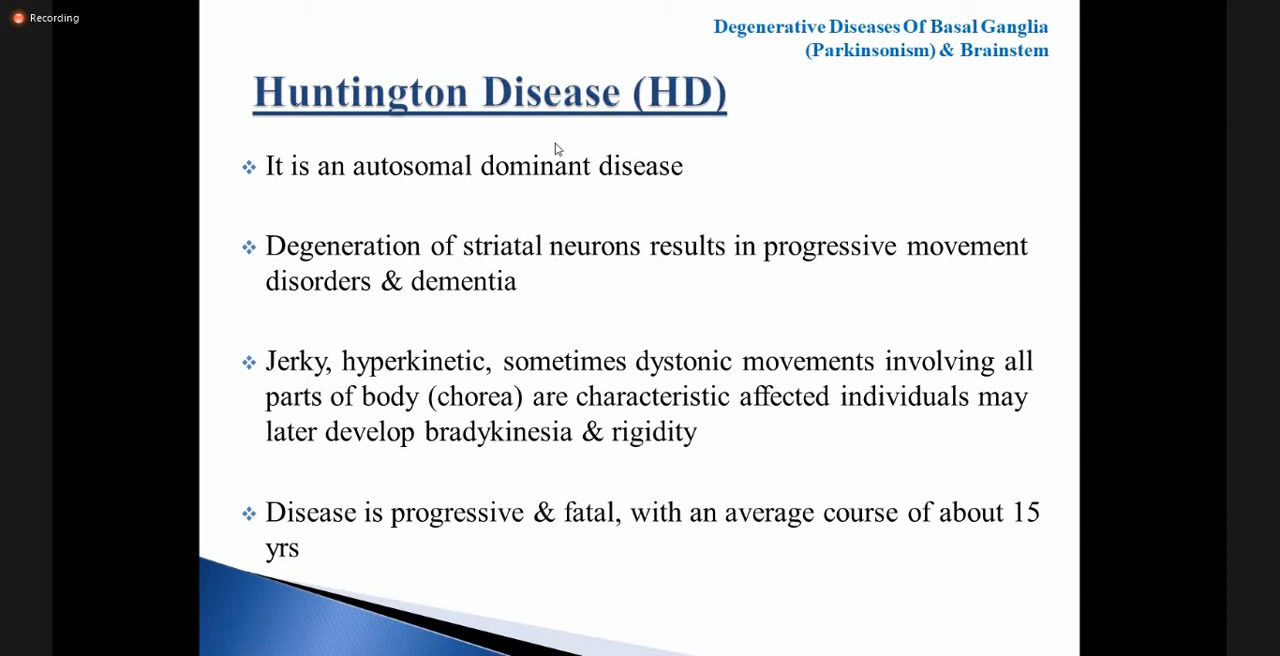 Recording
Degenerative Diseases Of Basal Ganglia
(Parkinsonism) & Brainstem
Huntington Disease (HD)
It is an autosomal dominant disease
Degeneration of striatal neurons results in progressive movement
disorders & dementia
Jerky, hyperkinetic, sometimes dystonic movements involving all
parts of body (chorea) are characteristic affected individuals may
later develop bradykinesia & rigidity
Disease is progressive & fatal, with an average course of about 15
yrs